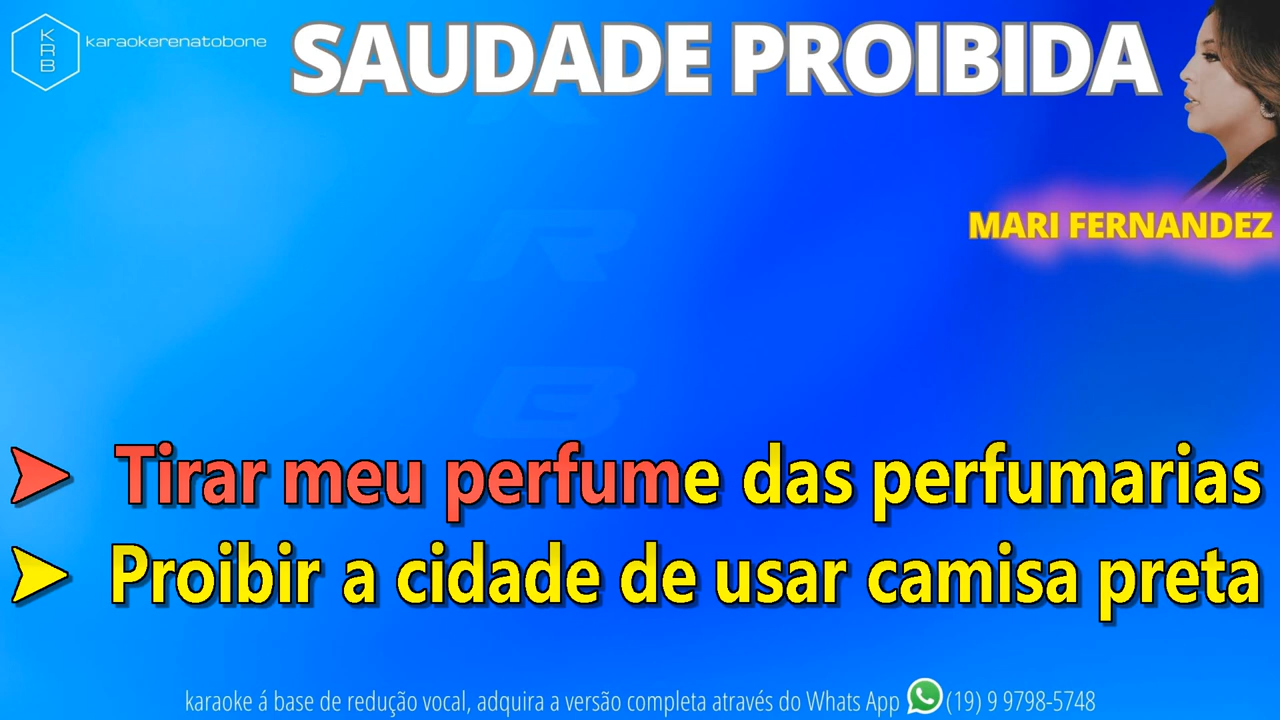 KRB
karaokerenatobone
SAUDADE PROIBIDA
MARI FERNANDEZ
K
R
B
Tirar meu perfume das perfumarias
Proibir a cidade de usar camisa preta
karaoke á base de redução vocal, adquira a versão completa através do Whats App (19) 9 9798-5748